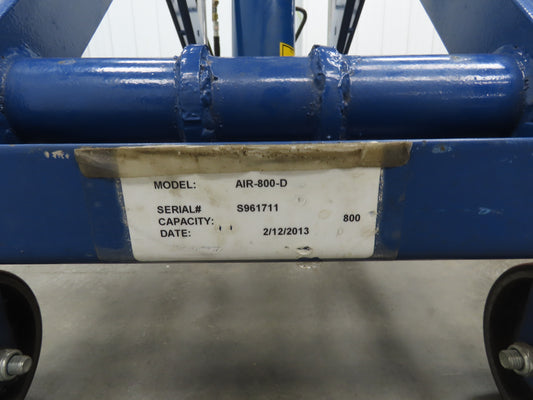 MODEL: AIR-800-D
SERIAL# S961711
CAPACITY: 800
DATE: 2/12/2013